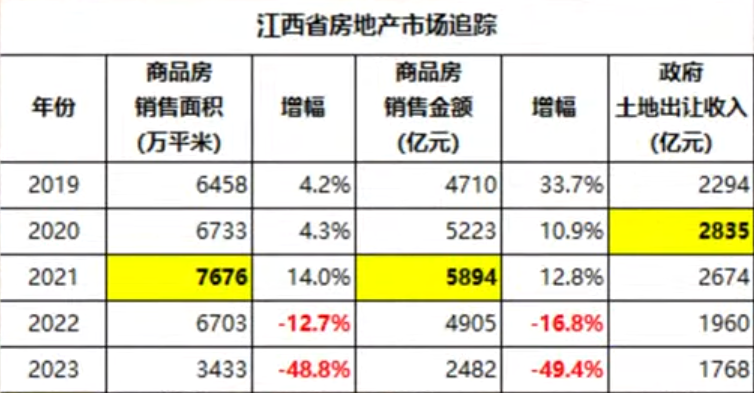 江西省房地产市场追踪
年份 商品房销售面积(万平米) 增幅 商品房销售金额(亿元) 增幅 政府土地出让收入(亿元)
2019 6458 4.2% 4710 33.7% 2294
2020 6733 4.3% 5223 10.9% 2835
2021 7676 14.0% 5894 12.8% 2674
2022 6703 -12.7% 4905 -16.8% 1960
2023 3433 -48.8% 2482 -49.4% 1768